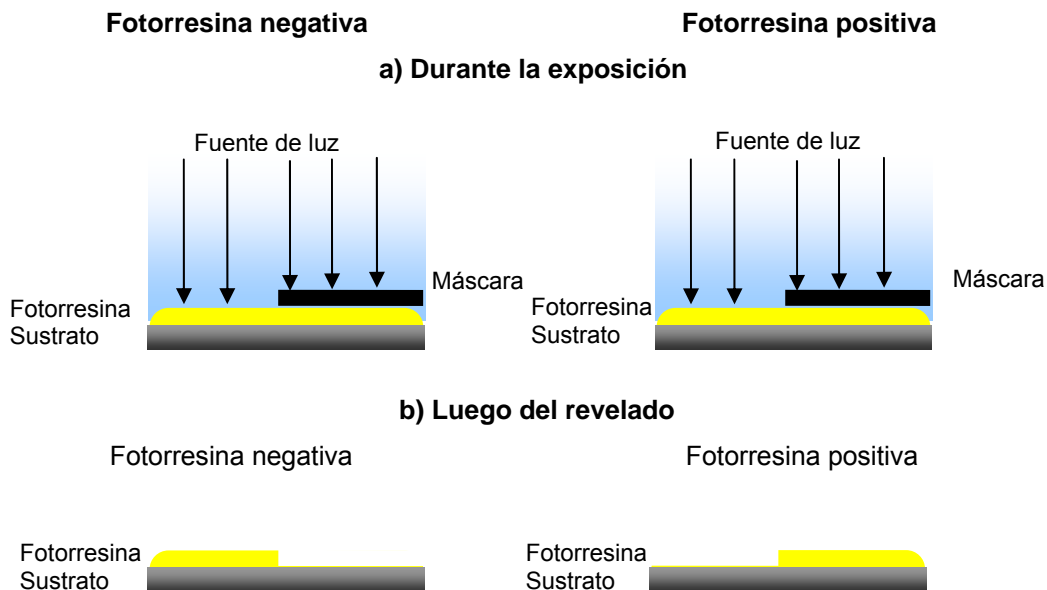 Fotorresina negativa
Fotorresina positiva
a) Durante la exposición
Fuente de luz
Fuente de luz
Máscara
Máscara
Fotorresina
Sustrato
Fotorresina
Sustrato
b) Luego del revelado
Fotorresina negativa
Fotorresina positiva
Fotorresina
Sustrato
Fotorresina
Sustrato